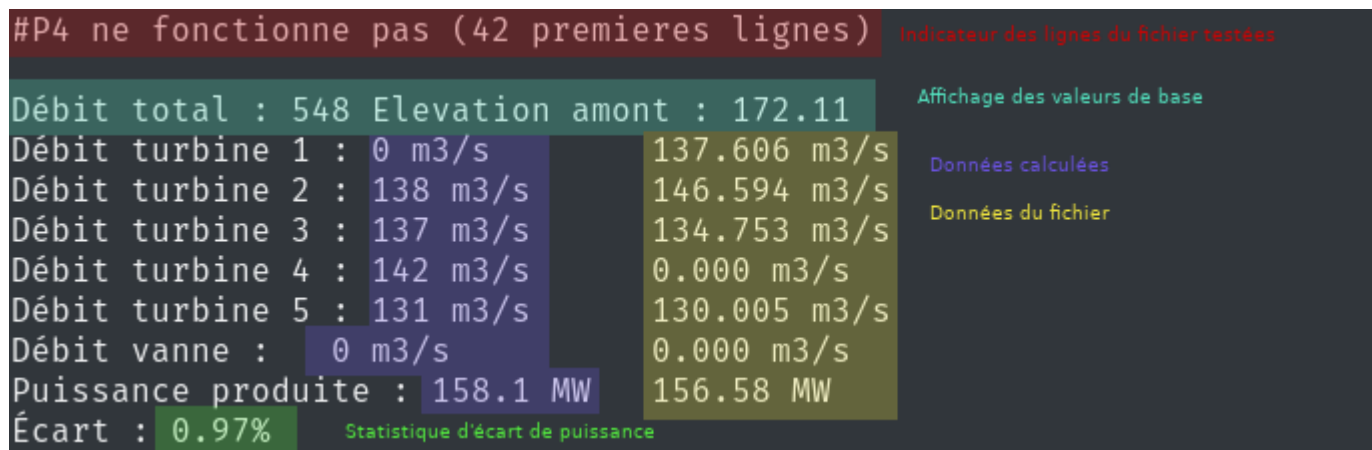 #P4 ne fonctionne pas (42 premieres lignes) Indicateur des lignes du fichier testées
Débit total : 548 Elevation amont : 172.11 Affichage des valeurs de base
Débit turbine 1 : 0 m3/s 137.606 m3/s Données calculées
Débit turbine 2 : 138 m3/s 146.594 m3/s Données du fichier
Débit turbine 3 : 137 m3/s 134.753 m3/s
Débit turbine 4 : 142 m3/s 0.000 m3/s
Débit turbine 5 : 131 m3/s 130.005 m3/s
Débit vanne : 0 m3/s 0.000 m3/s
Puissance produite : 158.1 MW 156.58 MW
Écart : 0.97% Statistique d'écart de puissance